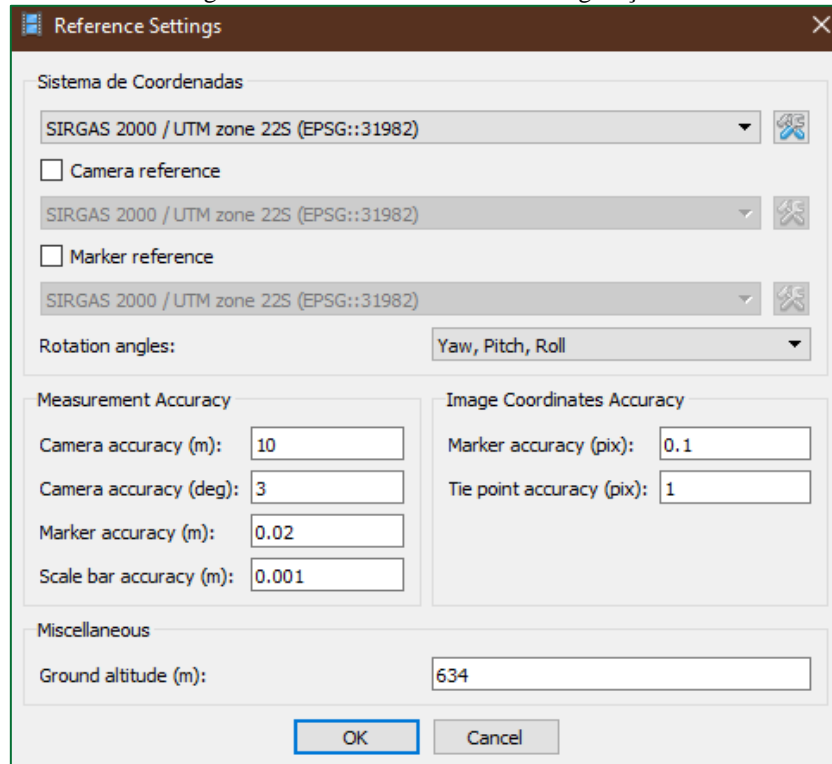 Reference Settings
Sistema de Coordenadas
SIRGAS 2000 / UTM zone 22S (EPSG::31982)
Camera reference
SIRGAS 2000 / UTM zone 22S (EPSG::31982)
Marker reference
SIRGAS 2000 / UTM zone 22S (EPSG::31982)
Rotation angles: Yaw, Pitch, Roll
Measurement Accuracy
Camera accuracy (m): 10
Camera accuracy (deg): 3
Marker accuracy (m): 0.02
Scale bar accuracy (m): 0.001
Image Coordinates Accuracy
Marker accuracy (pix): 0.1
Tie point accuracy (pix): 1
Miscellaneous
Ground altitude (m): 634
OK Cancel